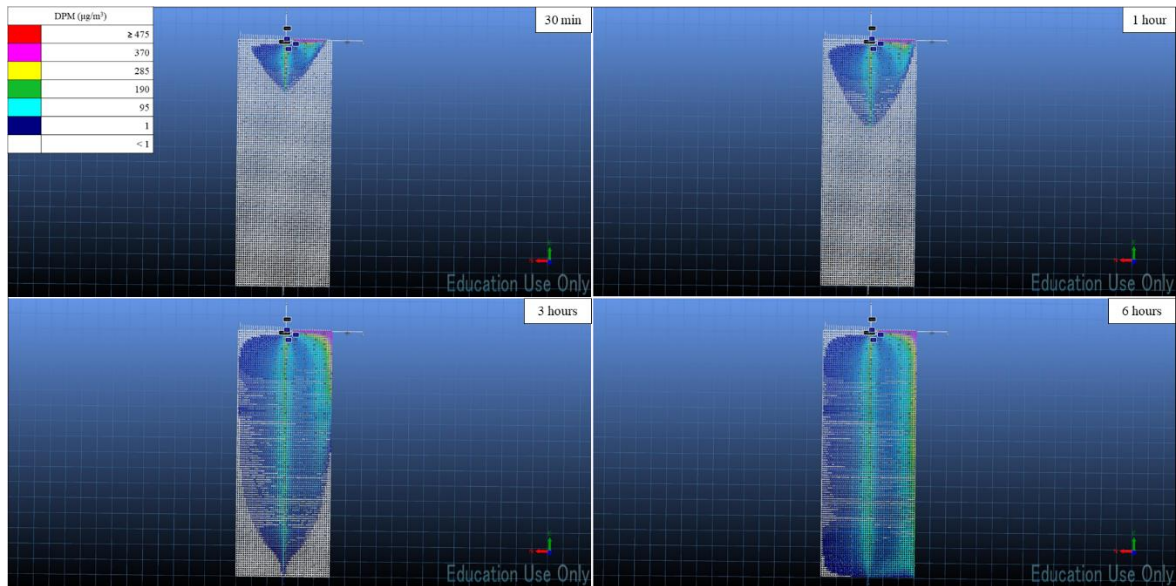 DPM (µg/m³)
≥ 475
370
285
190
95
1
< 1
30 min
Education Use Only
1 hour
Education Use Only
3 hours
Education Use Only
6 hours
Education Use Only